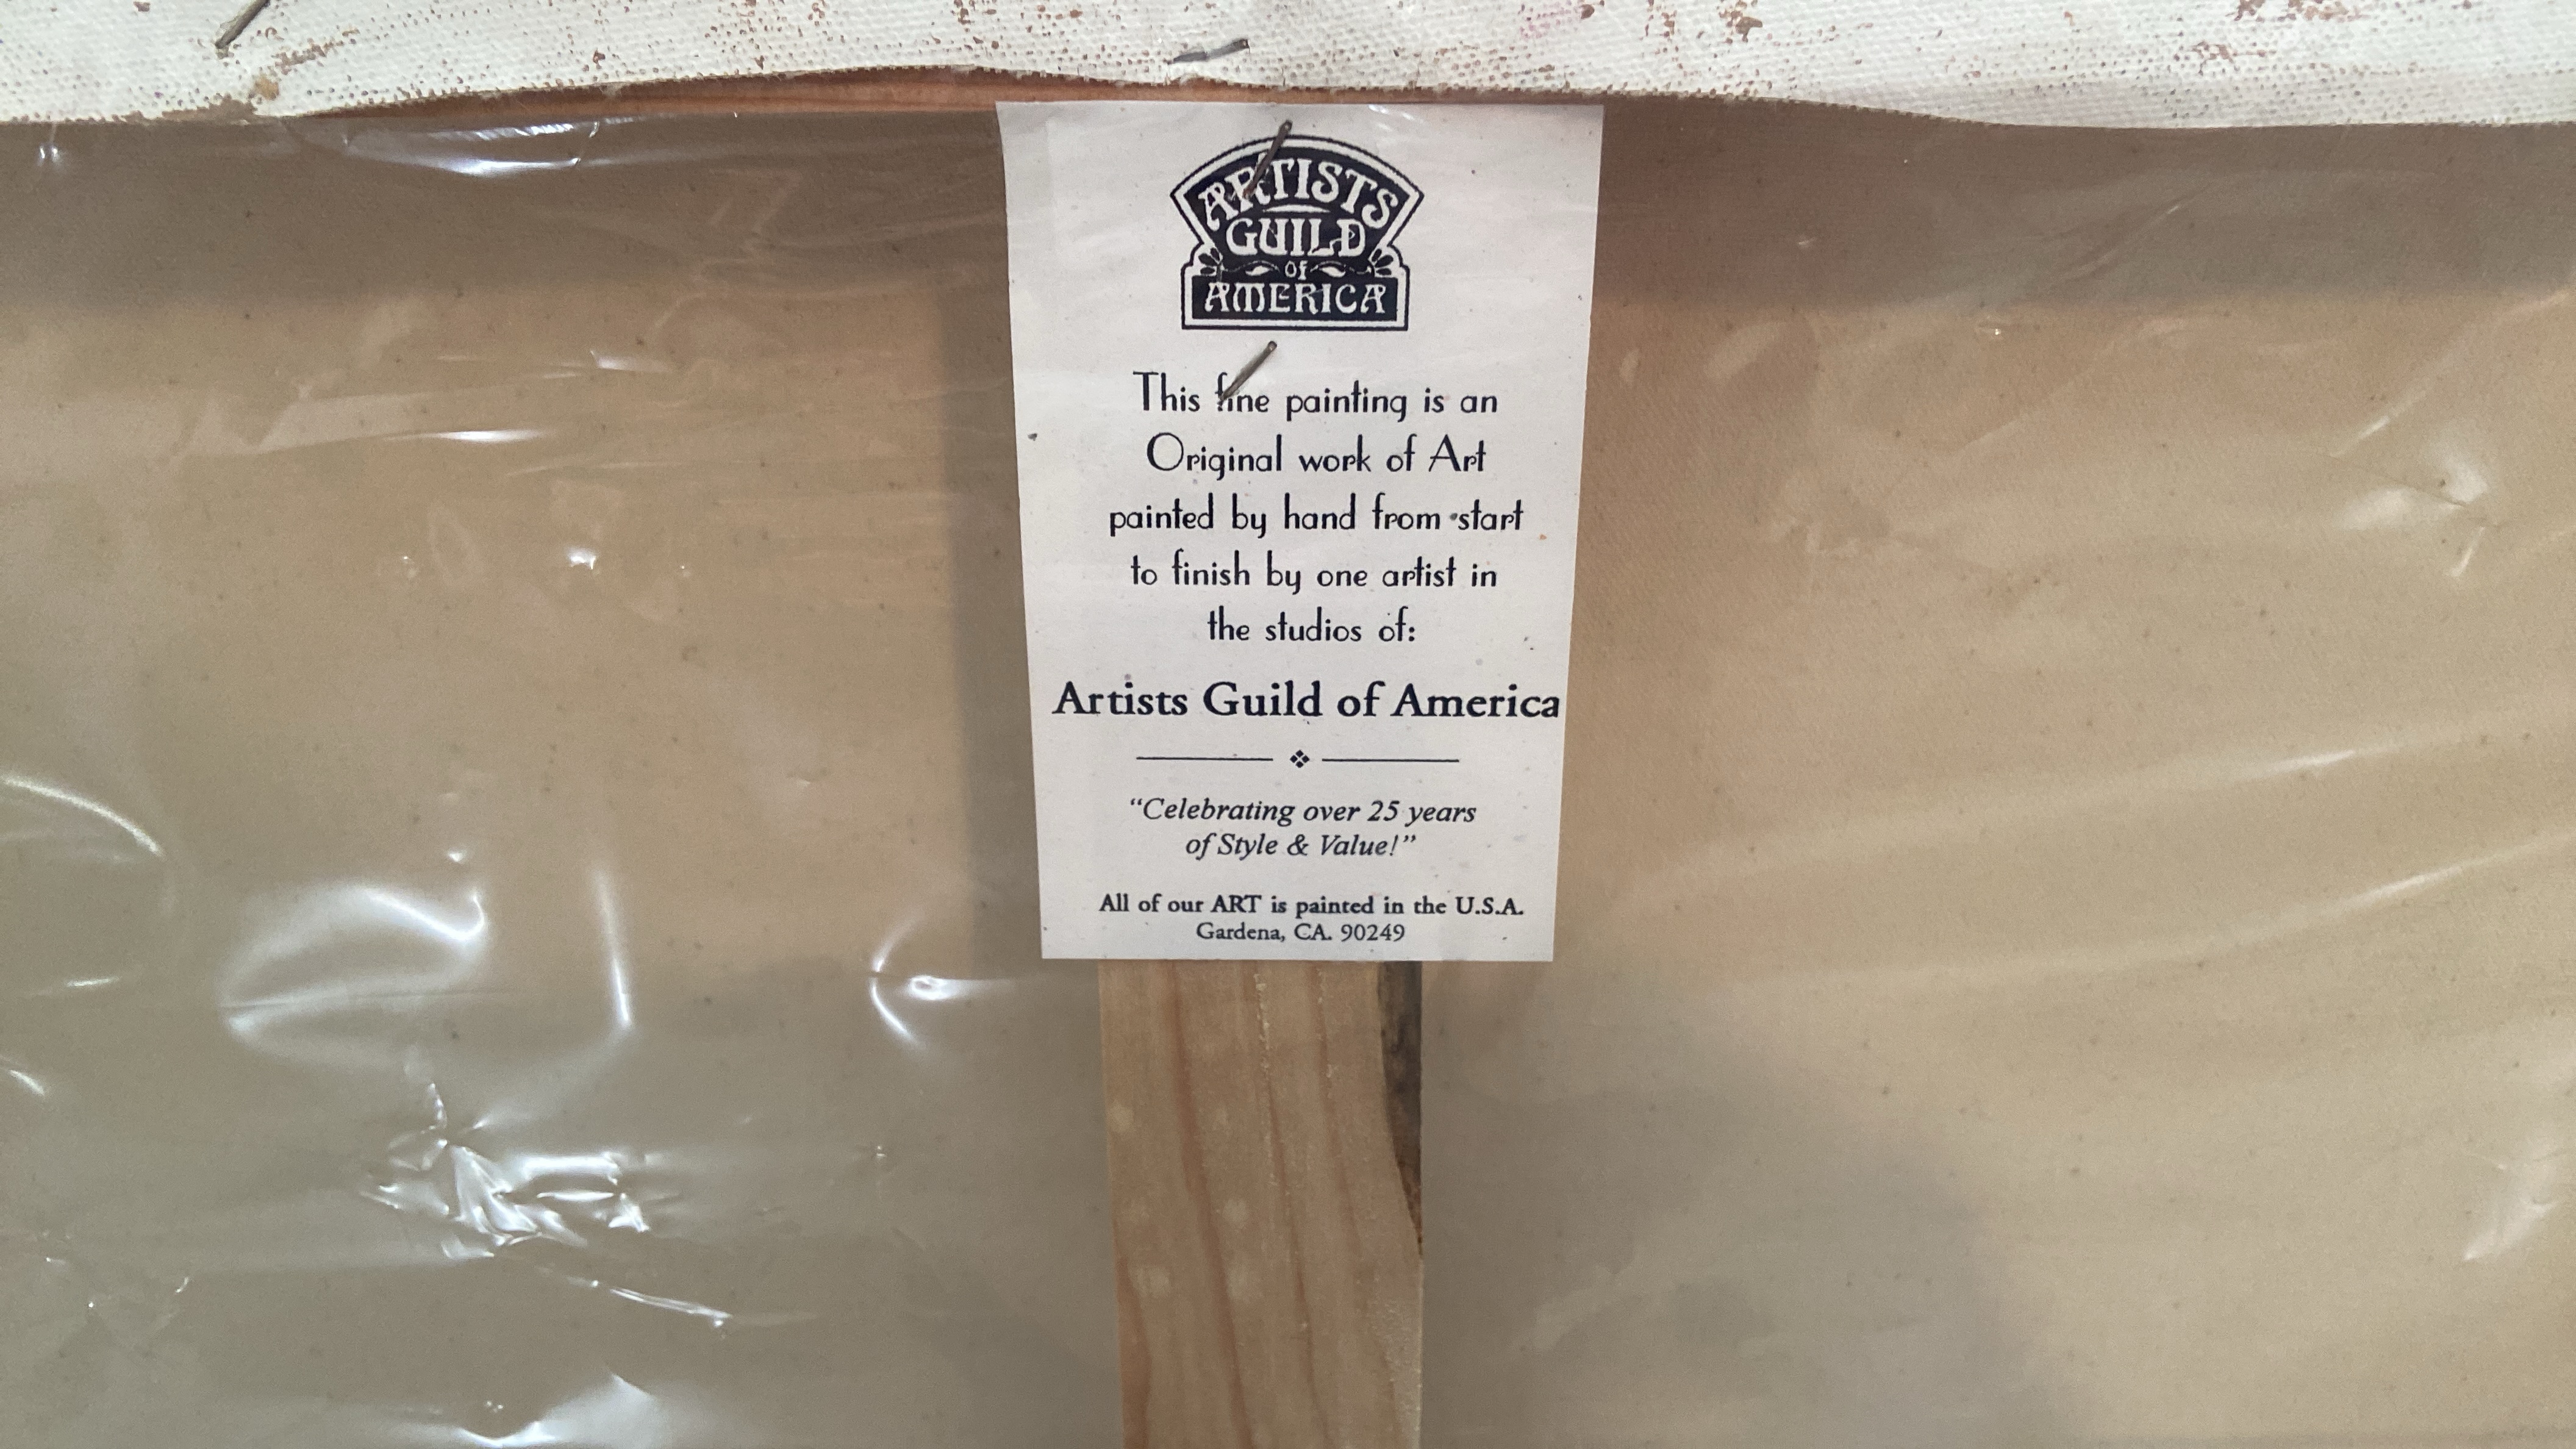 ARTISTS
GUILD
OF
AMERICA
This fine painting is an
Original work of Art
painted by hand from start
to finish by one artist in
the studios of:
Artists Guild of America
“Celebrating over 25 years
of Style & Value!”
All of our ART is painted in the U.S.A.
Gardena, CA. 90249